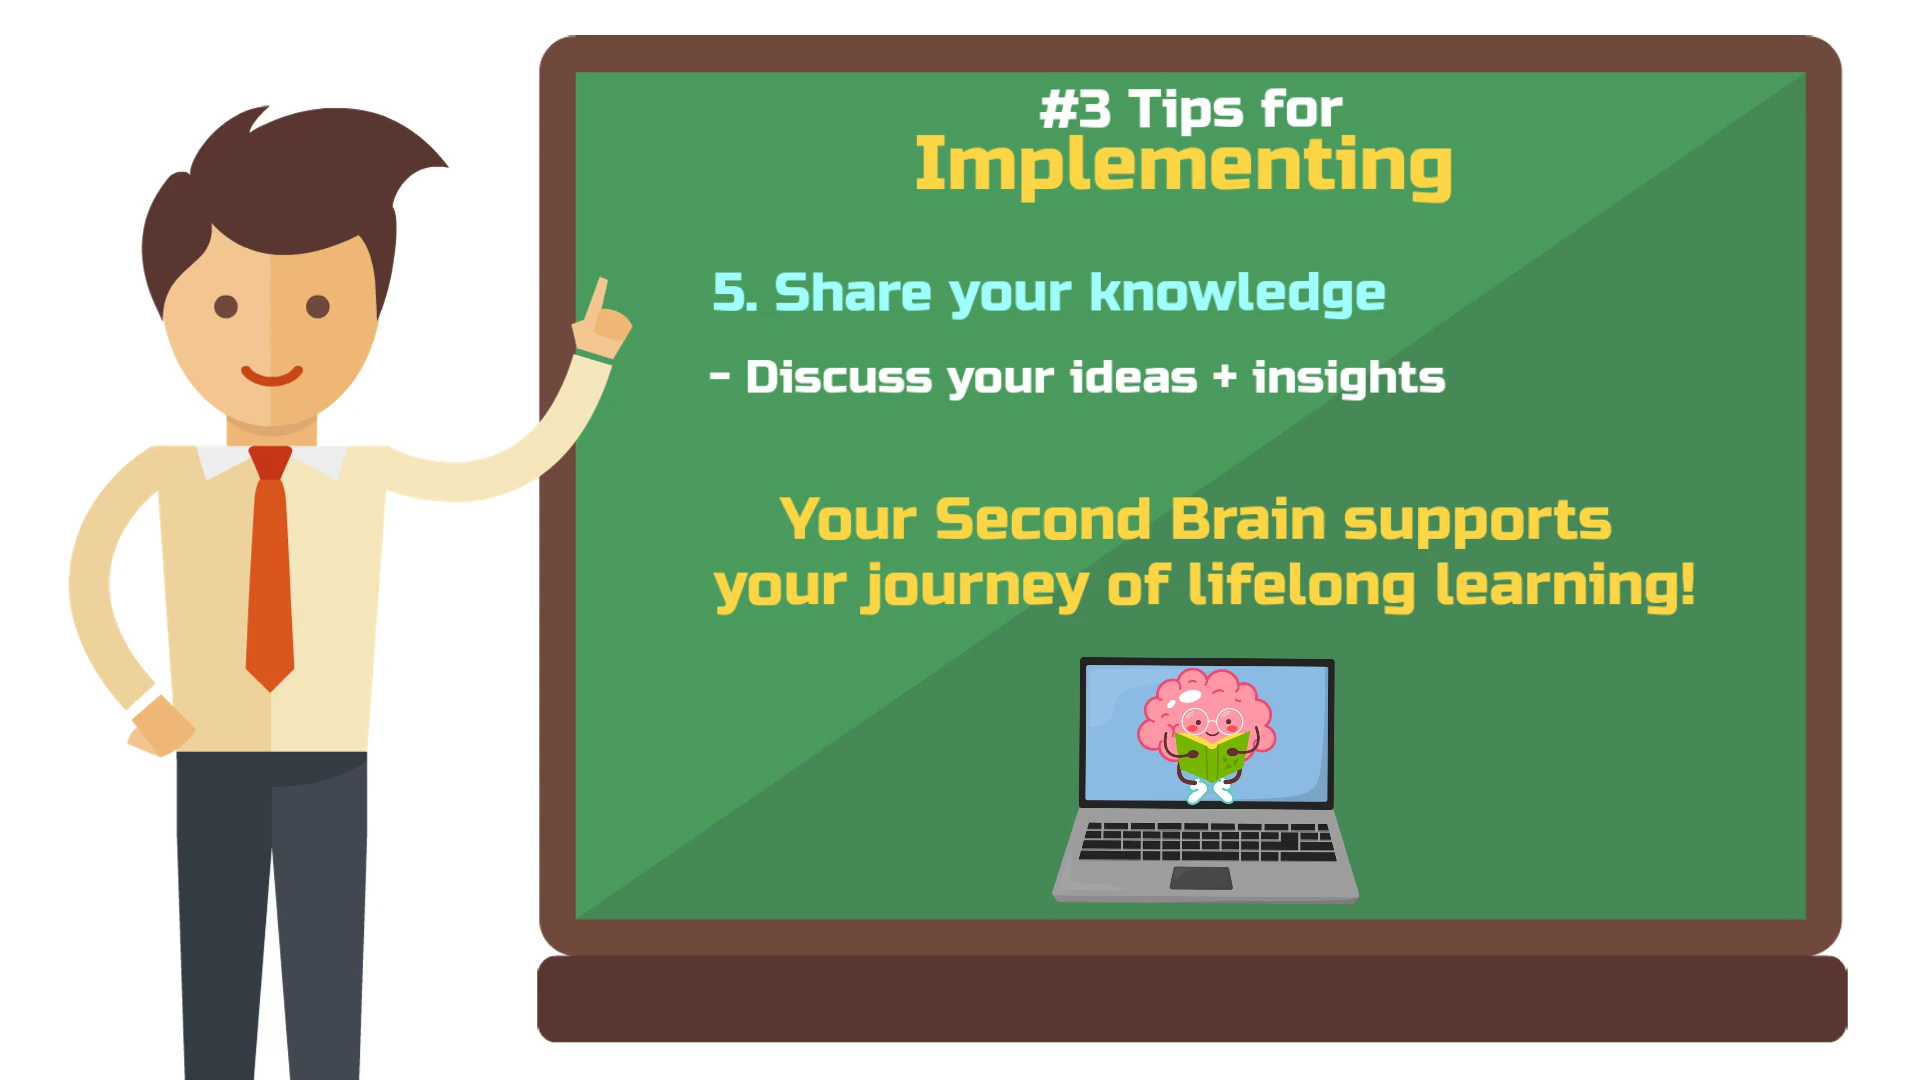 #3 Tips for
Implementing
5. Share your knowledge
- Discuss your ideas + insights
Your Second Brain supports
your journey of lifelong learning!